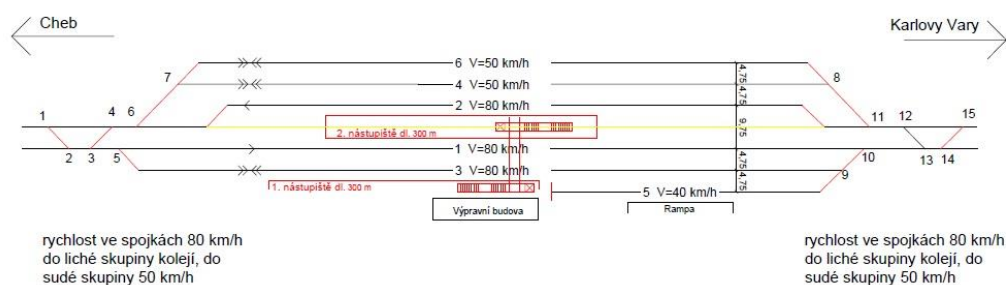 Cheb
Karlovy Vary
6 V=50 km/h
7
8
4 V=50 km/h
4,75
4,75
2 V=80 km/h
1
4
6
11
12
15
9,75
2. nástupiště dl. 300 m
1 V=80 km/h
2
3
5
10
13
14
3 V=80 km/h
4,75
4,75
9
1. nástupiště dl. 300 m
5 V=40 km/h
Výpravní budova
Rampa
rychlost ve spojkách 80 km/h
do liché skupiny kolejí, do
sudé skupiny 50 km/h
rychlost ve spojkách 80 km/h
do liché skupiny kolejí, do
sudé skupiny 50 km/h